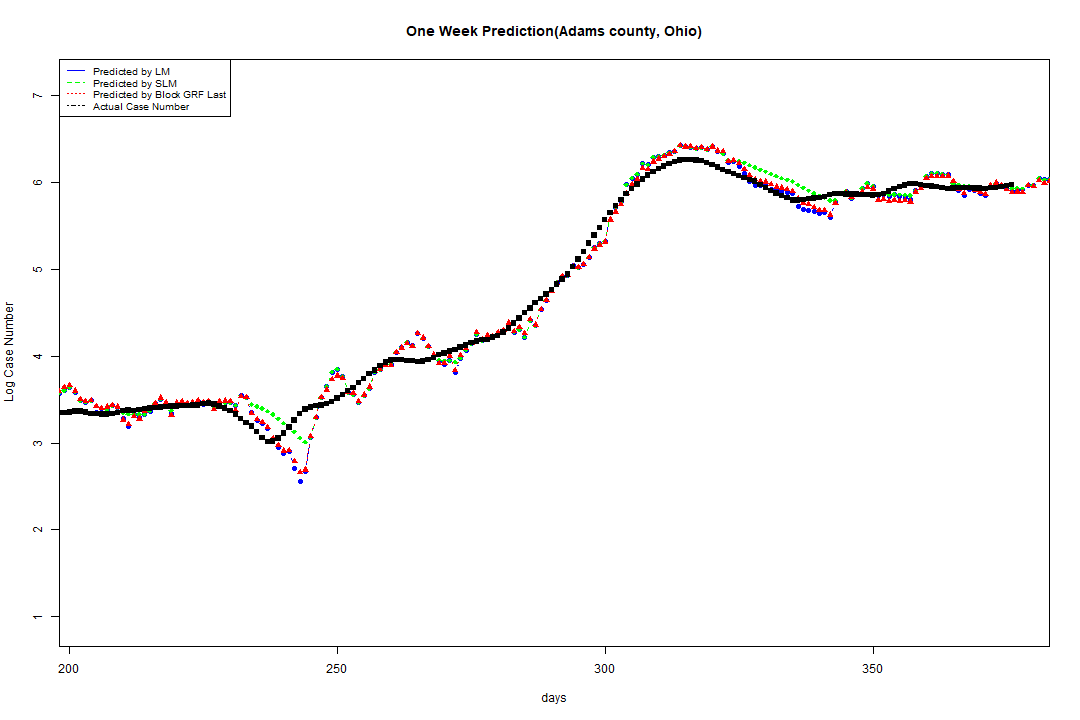 One Week Prediction(Adams county, Ohio)
Predicted by LM
Predicted by SLM
Predicted by Block GRF Last
Actual Case Number
7
6
5
4
3
2
1
Log Case Number
200 250 300 350
days